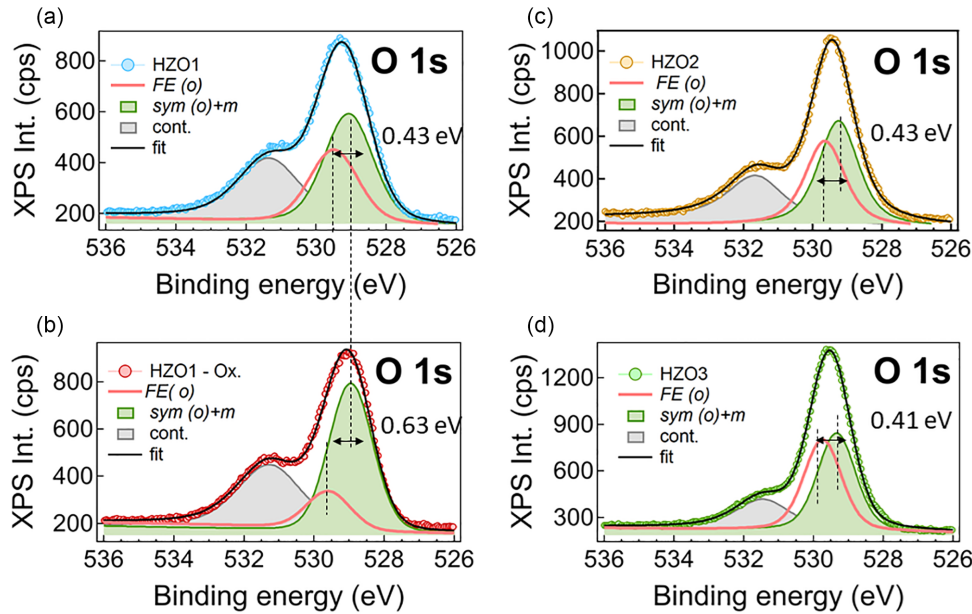 (a)
O 1s
HZO1
FE (o)
sym (o)+m
cont.
fit
0.43 eV
XPS Int. (cps)
800
600
400
200
536 534 532 530 528 526
Binding energy (eV)
(c)
O 1s
HZO2
FE (o)
sym (o)+m
cont.
fit
0.43 eV
XPS Int. (cps)
1000
800
600
400
200
536 534 532 530 528 526
Binding energy (eV)
(b)
O 1s
HZO1 - Ox.
FE( o)
sym (o)+m
cont.
fit
0.63 eV
XPS Int. (cps)
800
600
400
200
536 534 532 530 528 526
Binding energy (eV)
(d)
O 1s
HZO3
FE (o)
sym (o)+m
cont.
fit
0.41 eV
XPS Int. (cps)
1200
900
600
300
536 534 532 530 528 526
Binding energy (eV)